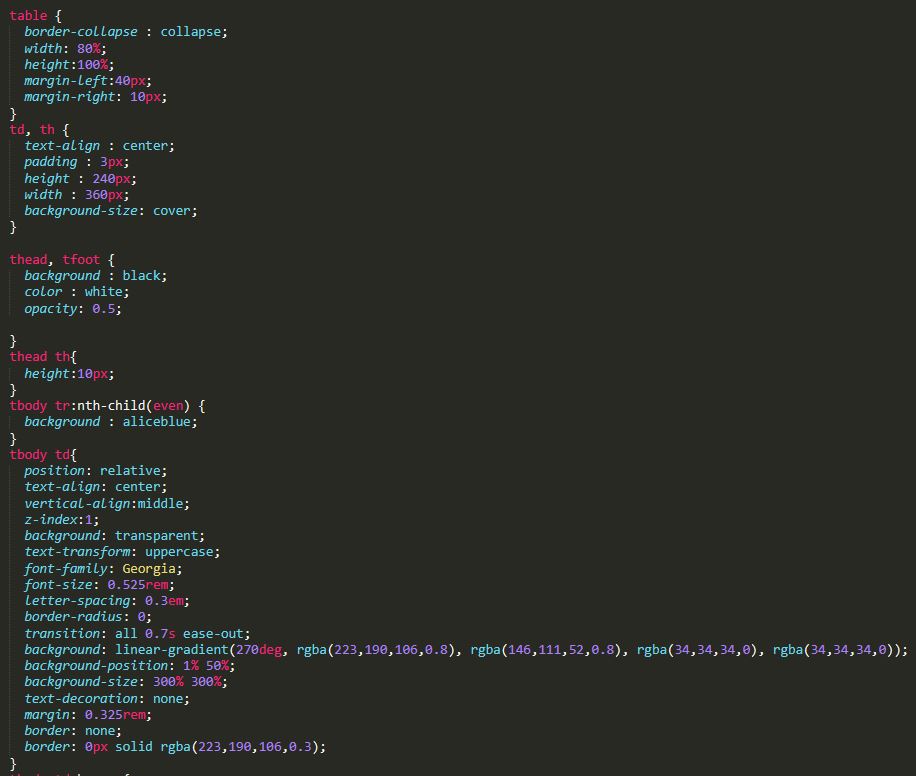 table {
  border-collapse : collapse;
  width: 80%;
  height:100%;
  margin-left:40px;
  margin-right: 10px;
}
td, th {
  text-align : center;
  padding : 3px;
  height : 240px;
  width : 360px;
  background-size: cover;
}
thead, tfoot {
  background : black;
  color : white;
  opacity: 0.5;
}
thead th{
  height:10px;
}
tbody tr:nth-child(even) {
  background : aliceblue;
}
tbody td{
  position: relative;
  text-align: center;
  vertical-align:middle;
  z-index:1;
  background: transparent;
  text-transform: uppercase;
  font-family: Georgia;
  font-size: 0.525rem;
  letter-spacing: 0.3em;
  border-radius: 0;
  transition: all 0.7s ease-out;
  background: linear-gradient(270deg, rgba(223,190,106,0.8), rgba(146,111,52,0.8), rgba(34,34,34,0), rgba(34,34,34,0));
  background-position: 1% 50%;
  background-size: 300% 300%;
  text-decoration: none;
  margin: 0.325rem;
  border: none;
  border: 0px solid rgba(223,190,106,0.3);
}